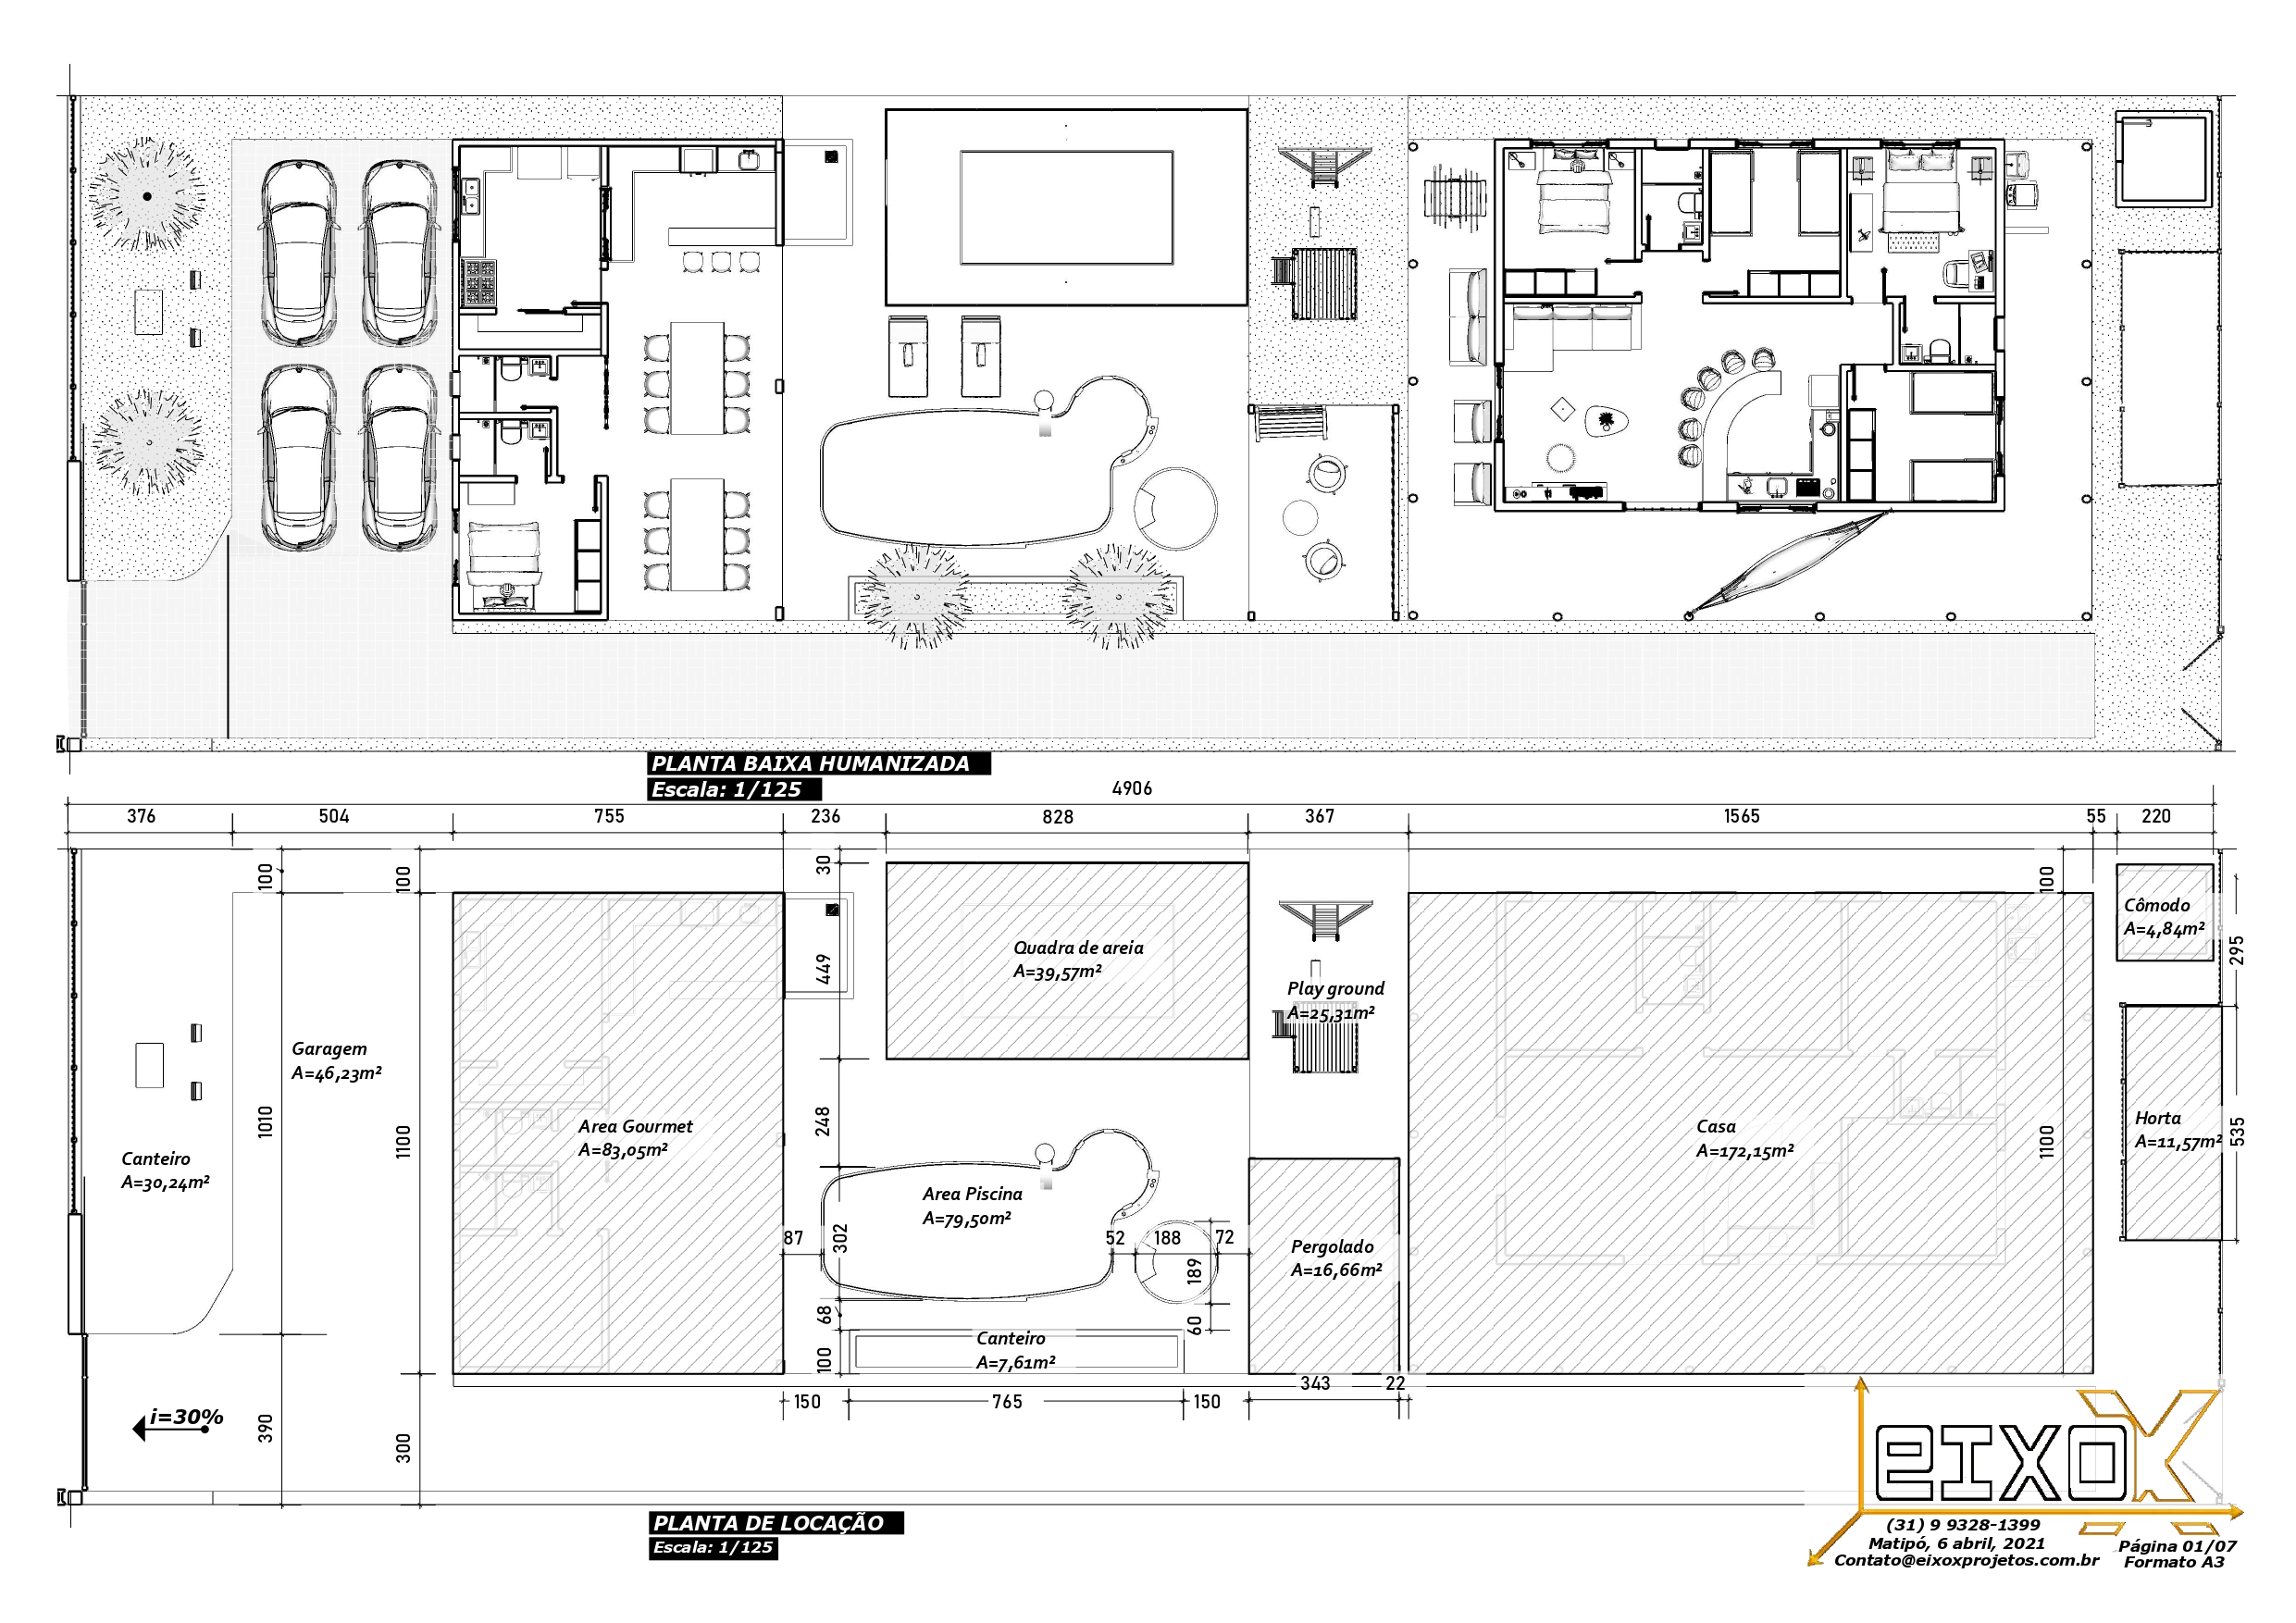 PLANTA BAIXA HUMANIZADA
Escala: 1/125
4906
376
504
755
236
828
367
1565
55
220
100
100
30
100
Cômodo
A=4,84m²
295
Quadra de areia
A=39,57m²
449
Play ground
A=25,31m²
Garagem
A=46,23m²
1010
1100
248
Area Gourmet
A=83,05m²
Casa
A=172,15m²
1100
Horta
A=11,57m²
535
Canteiro
A=30,24m²
Area Piscina
A=79,50m²
87
302
52
188
72
189
Pergolado
A=16,66m²
68
60
Canteiro
A=7,61m²
100
343
22
150
765
150
i=30%
390
300
eixoX
PLANTA DE LOCAÇÃO
Escala: 1/125
(31) 9 9328-1399
Matipó, 6 abril, 2021
Contato@eixoxprojetos.com.br
Página 01/07
Formato A3